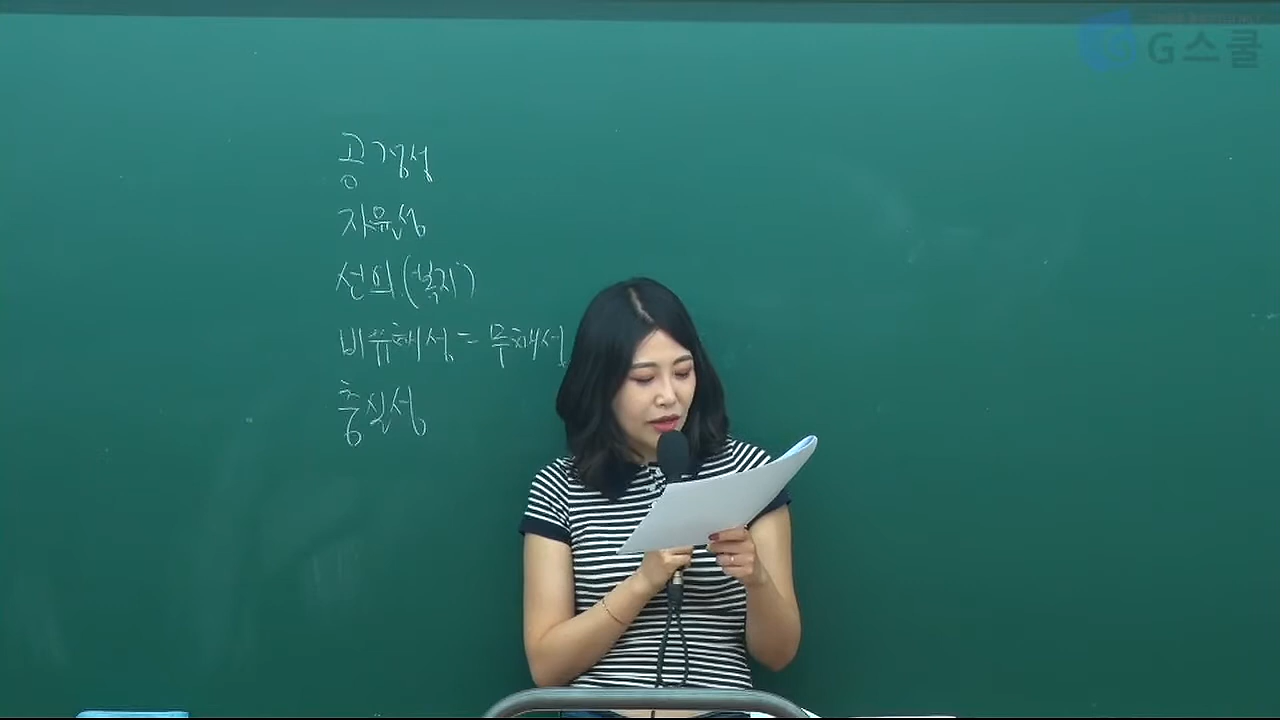 G스쿨
공정성
자율성
선의(복지)
비유해성 = 무해성
충실성